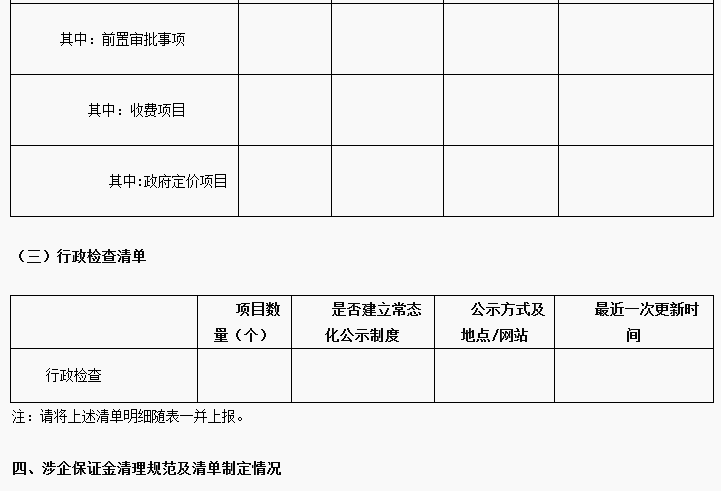 其中：前置审批事项
其中：收费项目
其中:政府定价项目
（三）行政检查清单
项目数
量（个）
是否建立常态
化公示制度
公示方式及
地点/网站
最近一次更新时
间
行政检查
注：请将上述清单明细随表一并上报。
四、涉企保证金清理规范及清单制定情况